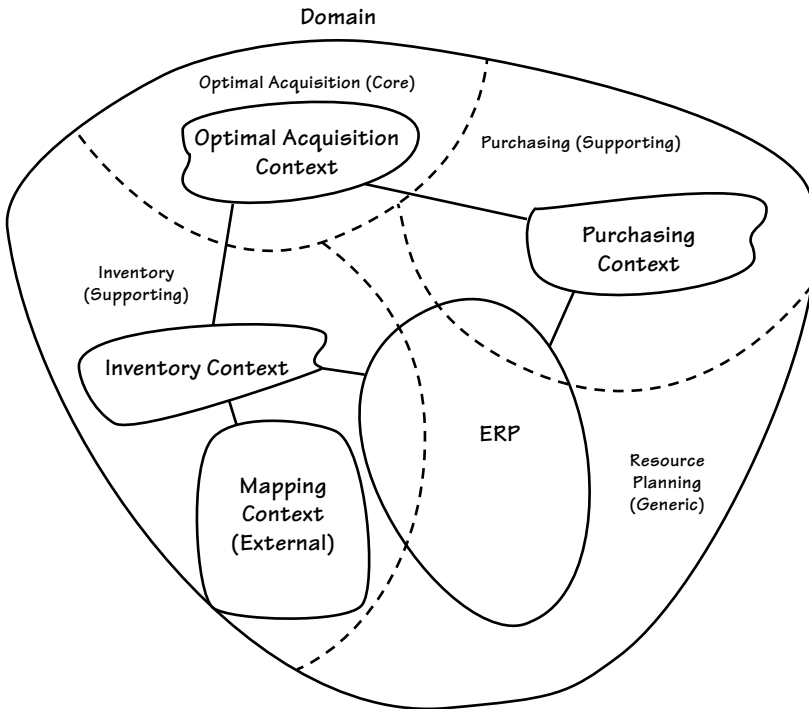 Domain
Optimal Acquisition (Core)
Optimal Acquisition
Context
Purchasing (Supporting)
Purchasing
Context
Inventory
(Supporting)
Inventory Context
ERP
Mapping
Context
(External)
Resource
Planning
(Generic)